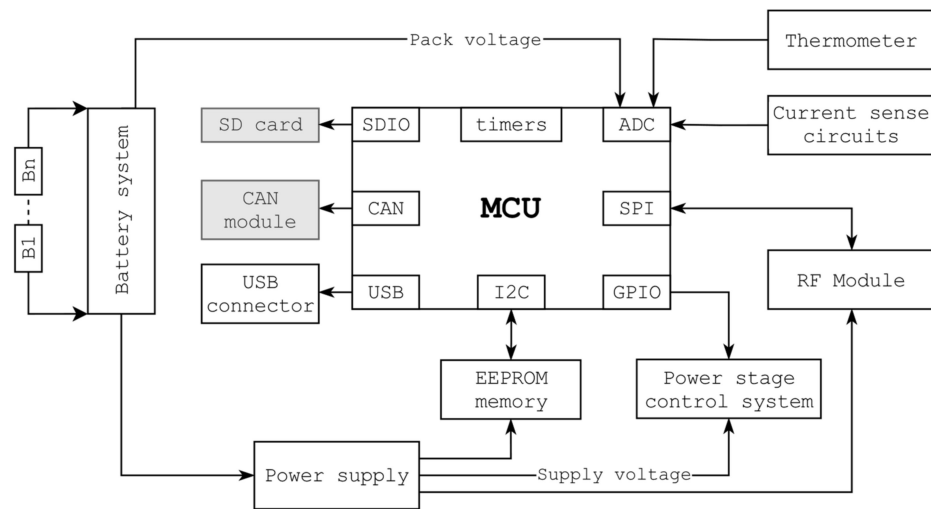 Pack voltage
Thermometer
SD card
SDIO
timers
ADC
Current sense
circuits
Bn
B1
Battery system
CAN
module
CAN
MCU
SPI
USB
connector
USB
I2C
GPIO
RF Module
EEPROM
memory
Power stage
control system
Power supply
Supply voltage